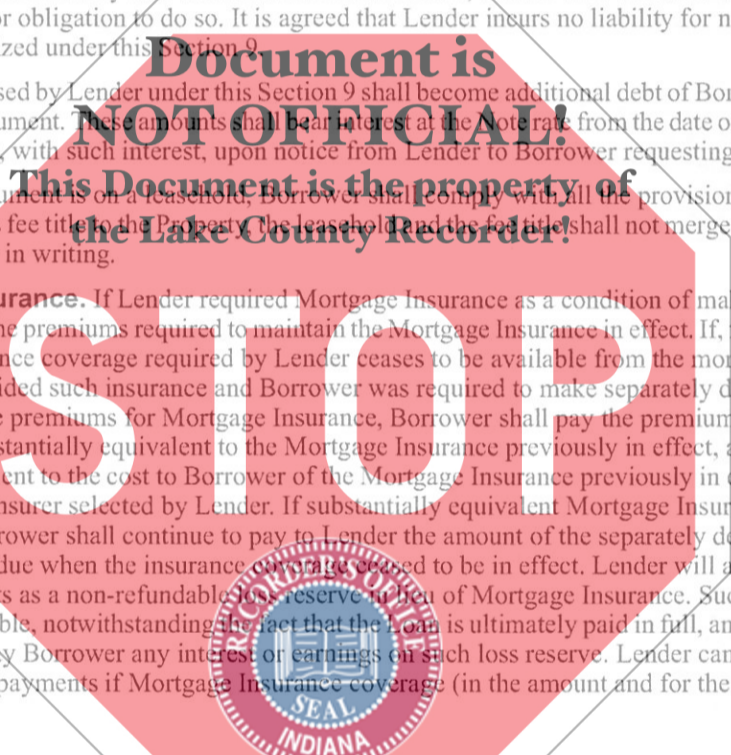 or obligation to do so. It is agreed that Lender incurs no liability for n
zed under this Section 9.
Document is
sed by Lender under this Section 9 shall become additional debt of Bor
NOT OFFICIAL!
ument. These amounts shall bear interest at the Note rate from the date o
, with such interest, upon notice from Lender to Borrower requesting
This Document is the property of
ument is on a leasehold, Borrower shall comply with all the provision
the Lake County Recorder!
fee title to the Property, the leasehold and the fee title shall not merge
in writing.
urance. If Lender required Mortgage Insurance as a condition of mal
ne premiums required to maintain the Mortgage Insurance in effect. If,
nce coverage required by Lender ceases to be available from the mor
STOP
ided such insurance and Borrower was required to make separately d
e premiums for Mortgage Insurance, Borrower shall pay the premium
stantially equivalent to the Mortgage Insurance previously in effect, a
ent to the cost to Borrower of the Mortgage Insurance previously in e
nsurer selected by Lender. If substantially equivalent Mortgage Insur
rower shall continue to pay to Lender the amount of the separately de
due when the insurance coverage ceased to be in effect. Lender will a
ts as a non-refundable loss reserve in lieu of Mortgage Insurance. Suc
ble, notwithstanding the fact that the Loan is ultimately paid in full, an
y Borrower any interest or earnings on such loss reserve. Lender can
payments if Mortgage Insurance coverage (in the amount and for the
RECORDER'S OFFICE
SEAL
INDIANA